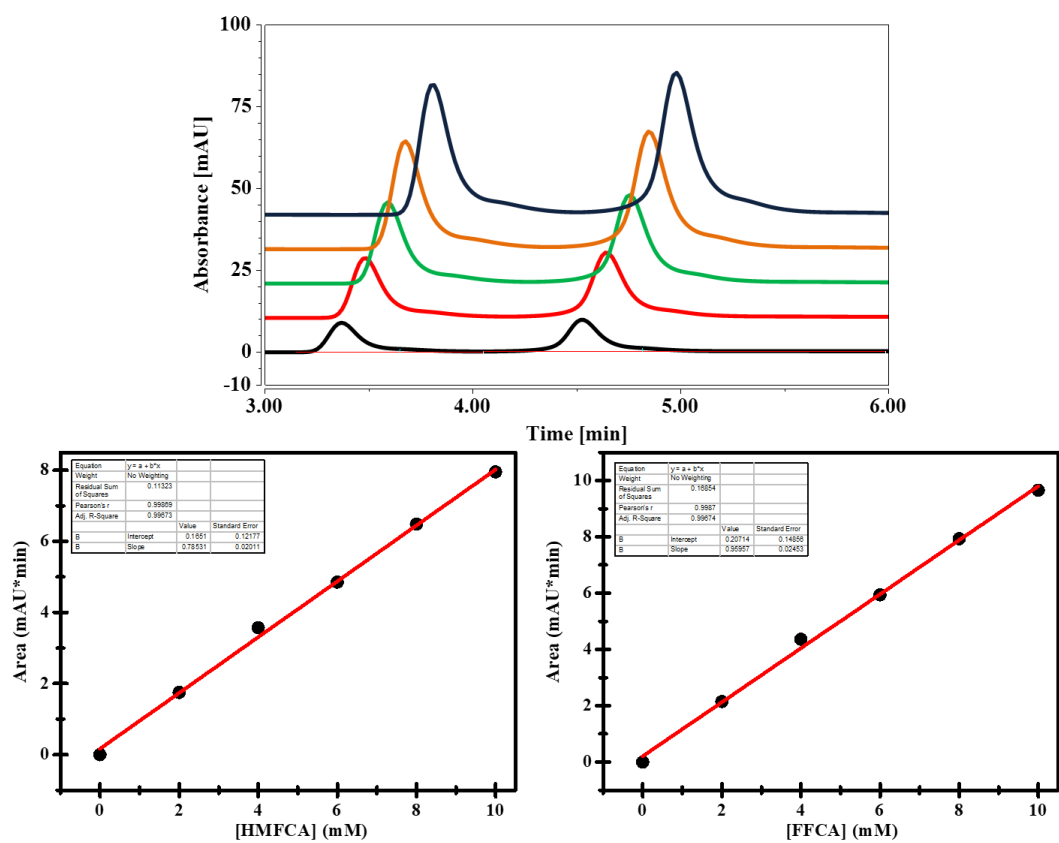 100
75
50
25
0
-10
Absorbance [mAU]
3.00 4.00 5.00 6.00
Time [min]
8
6
4
2
0
Area (mAU*min)
Equation y = a + b*x
Weight No Weighting
Residual Sum of Squares 0.11323
Pearson's r 0.99869
Adj. R-Square 0.99673
Value Standard Error
B Intercept 0.1651 0.12177
B Slope 0.78531 0.02011
0 2 4 6 8 10
[HMFCA] (mM)
10
8
6
4
2
0
Area (mAU*min)
Equation y = a + b*x
Weight No Weighting
Residual Sum of Squares 0.16854
Pearson's r 0.9987
Adj. R-Square 0.99674
Value Standard Error
B Intercept 0.20714 0.14856
B Slope 0.95957 0.02453
0 2 4 6 8 10
[FFCA] (mM)